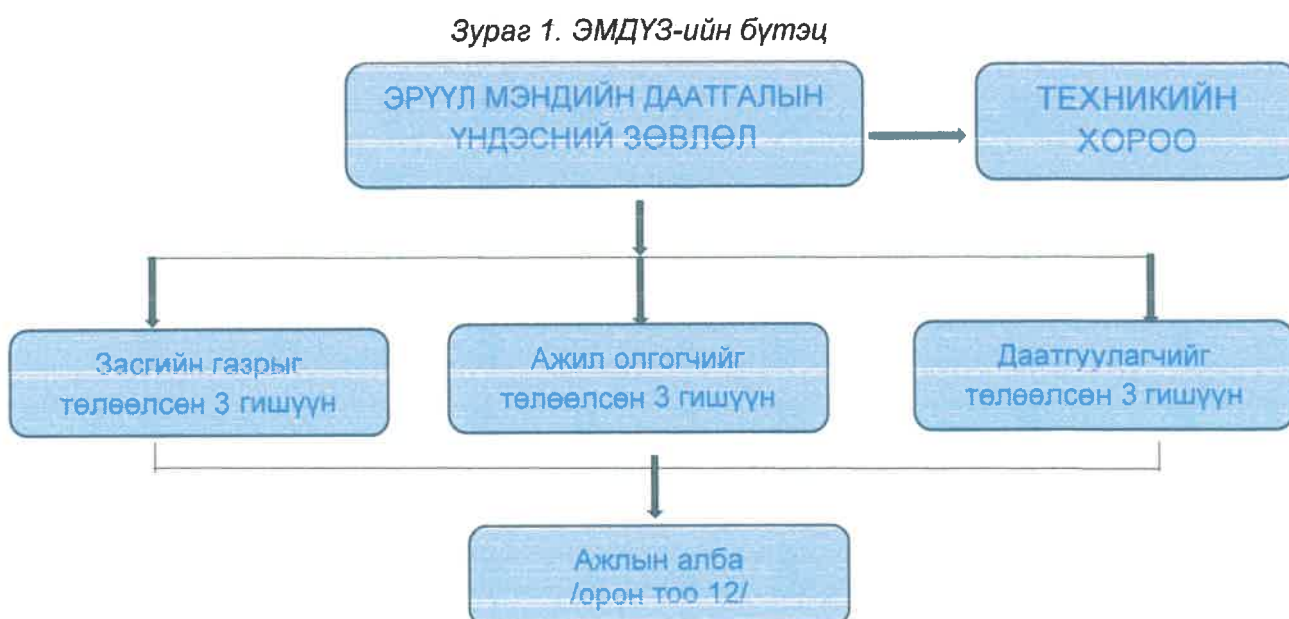 Зураг 1. ЭМДҮЗ-ийн бүтэц
ЭРҮҮЛ МЭНДИЙН ДААТГАЛЫН
ҮНДЭСНИЙ ЗӨВЛӨЛ
ТЕХНИКИЙН
ХОРОО
Засгийн газрыг
төлөөлсөн 3 гишүүн
Ажил олгогчийг
төлөөлсөн 3 гишүүн
Даатгуулагчийг
төлөөлсөн 3 гишүүн
Ажлын алба
/орон тоо 12/